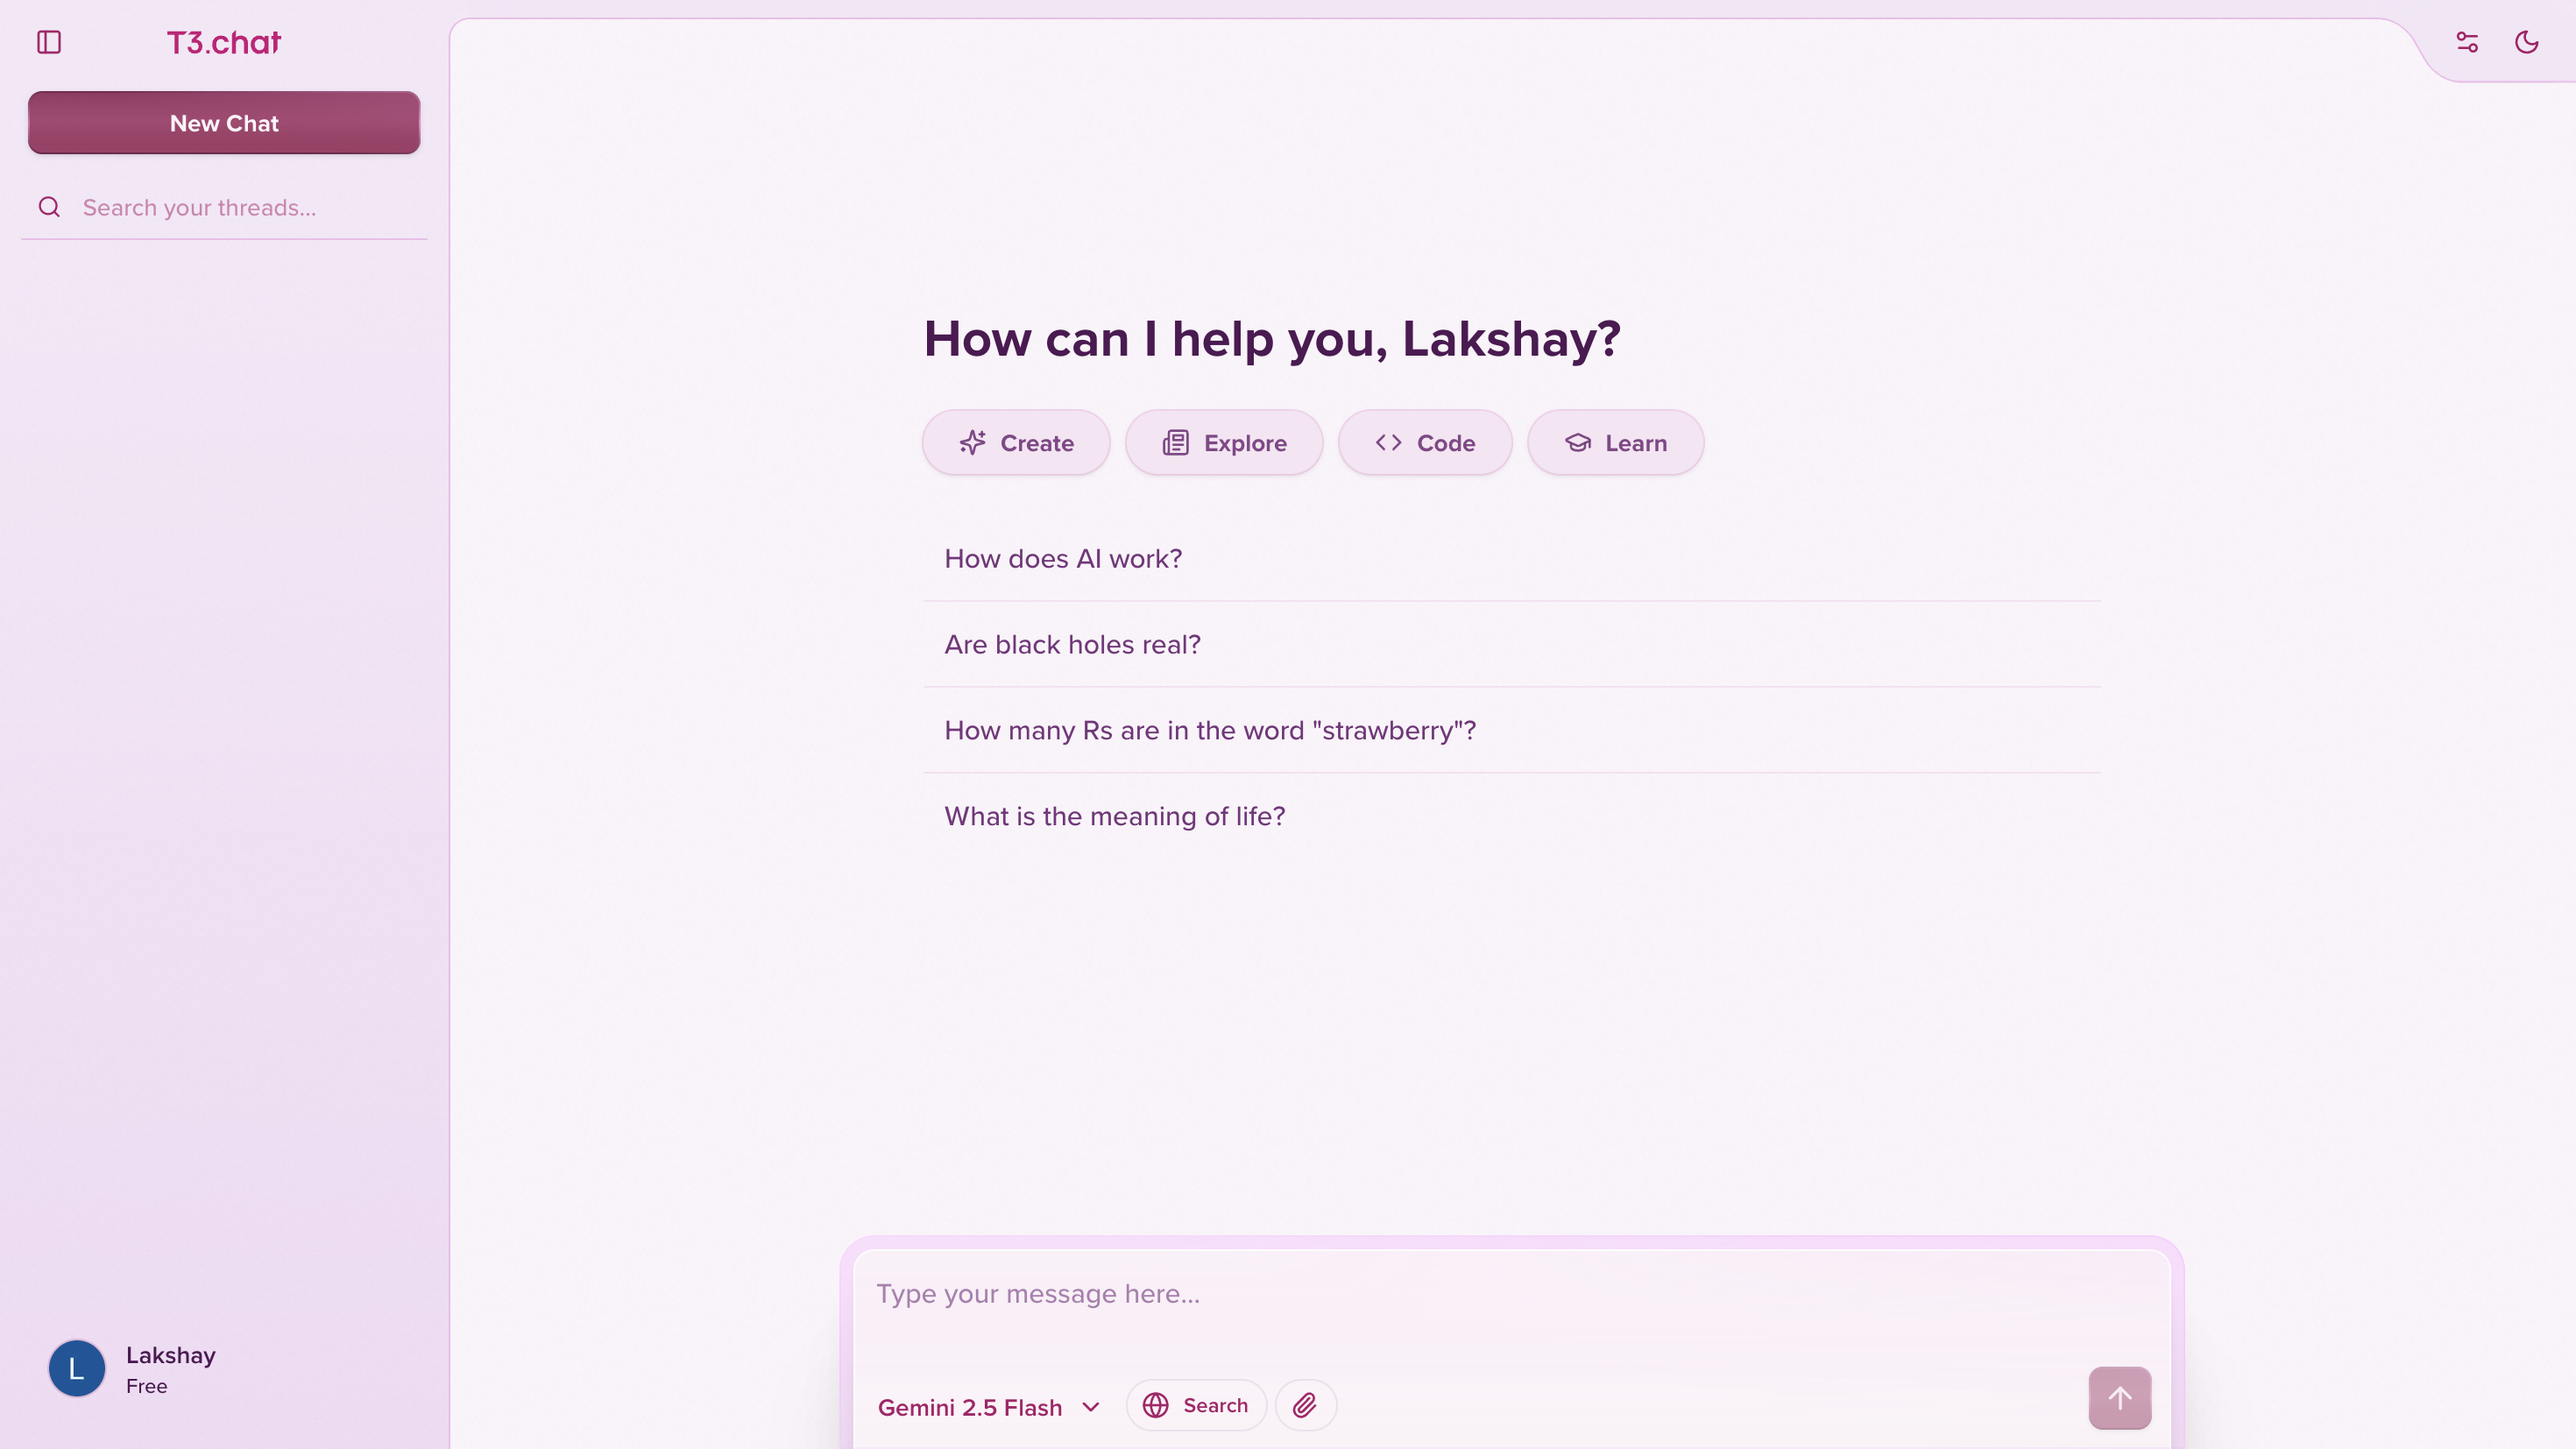 T3.chat
New Chat
Search your threads...
How can I help you, Lakshay?
Create
Explore
Code
Learn
How does AI work?
Are black holes real?
How many Rs are in the word "strawberry"?
What is the meaning of life?
Type your message here...
Gemini 2.5 Flash
Search
L
Lakshay
Free